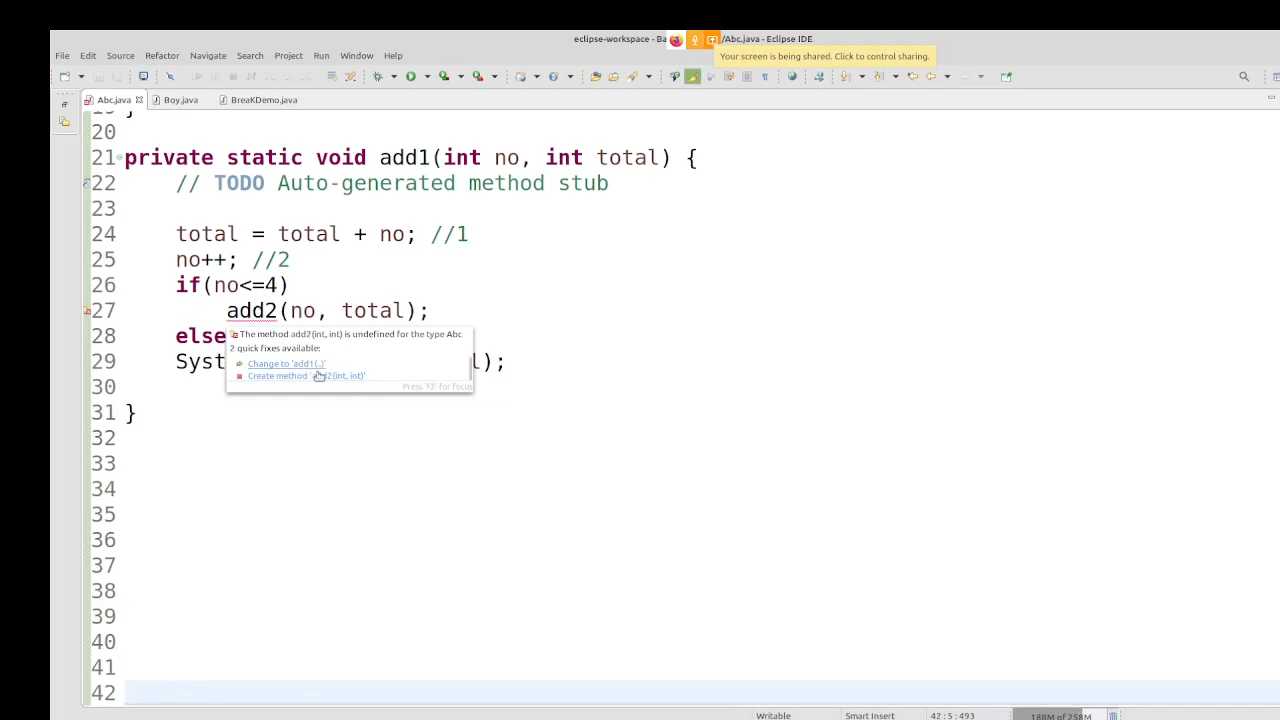 eclipse-workspace - Ba /Abc.java - Eclipse IDE
Your screen is being shared. Click to control sharing.
File Edit Source Refactor Navigate Search Project Run Window Help
Abc.java Boy.java BreaKDemo.java
19 }
20
21 private static void add1(int no, int total) {
22 // TODO Auto-generated method stub
23
24 total = total + no; //1
25 no++; //2
26 if(no<=4)
27 add2(no, total);
28 else
The method add2(int, int) is undefined for the type Abc
2 quick fixes available:
29 Syst l);
Change to 'add1(..)'
Create method 'add2(int, int)'
Press 'F2' for focus
30
31 }
32
33
34
35
36
37
38
39
40
41
42
Writable Smart Insert 42 : 5 : 493 188M of 258M